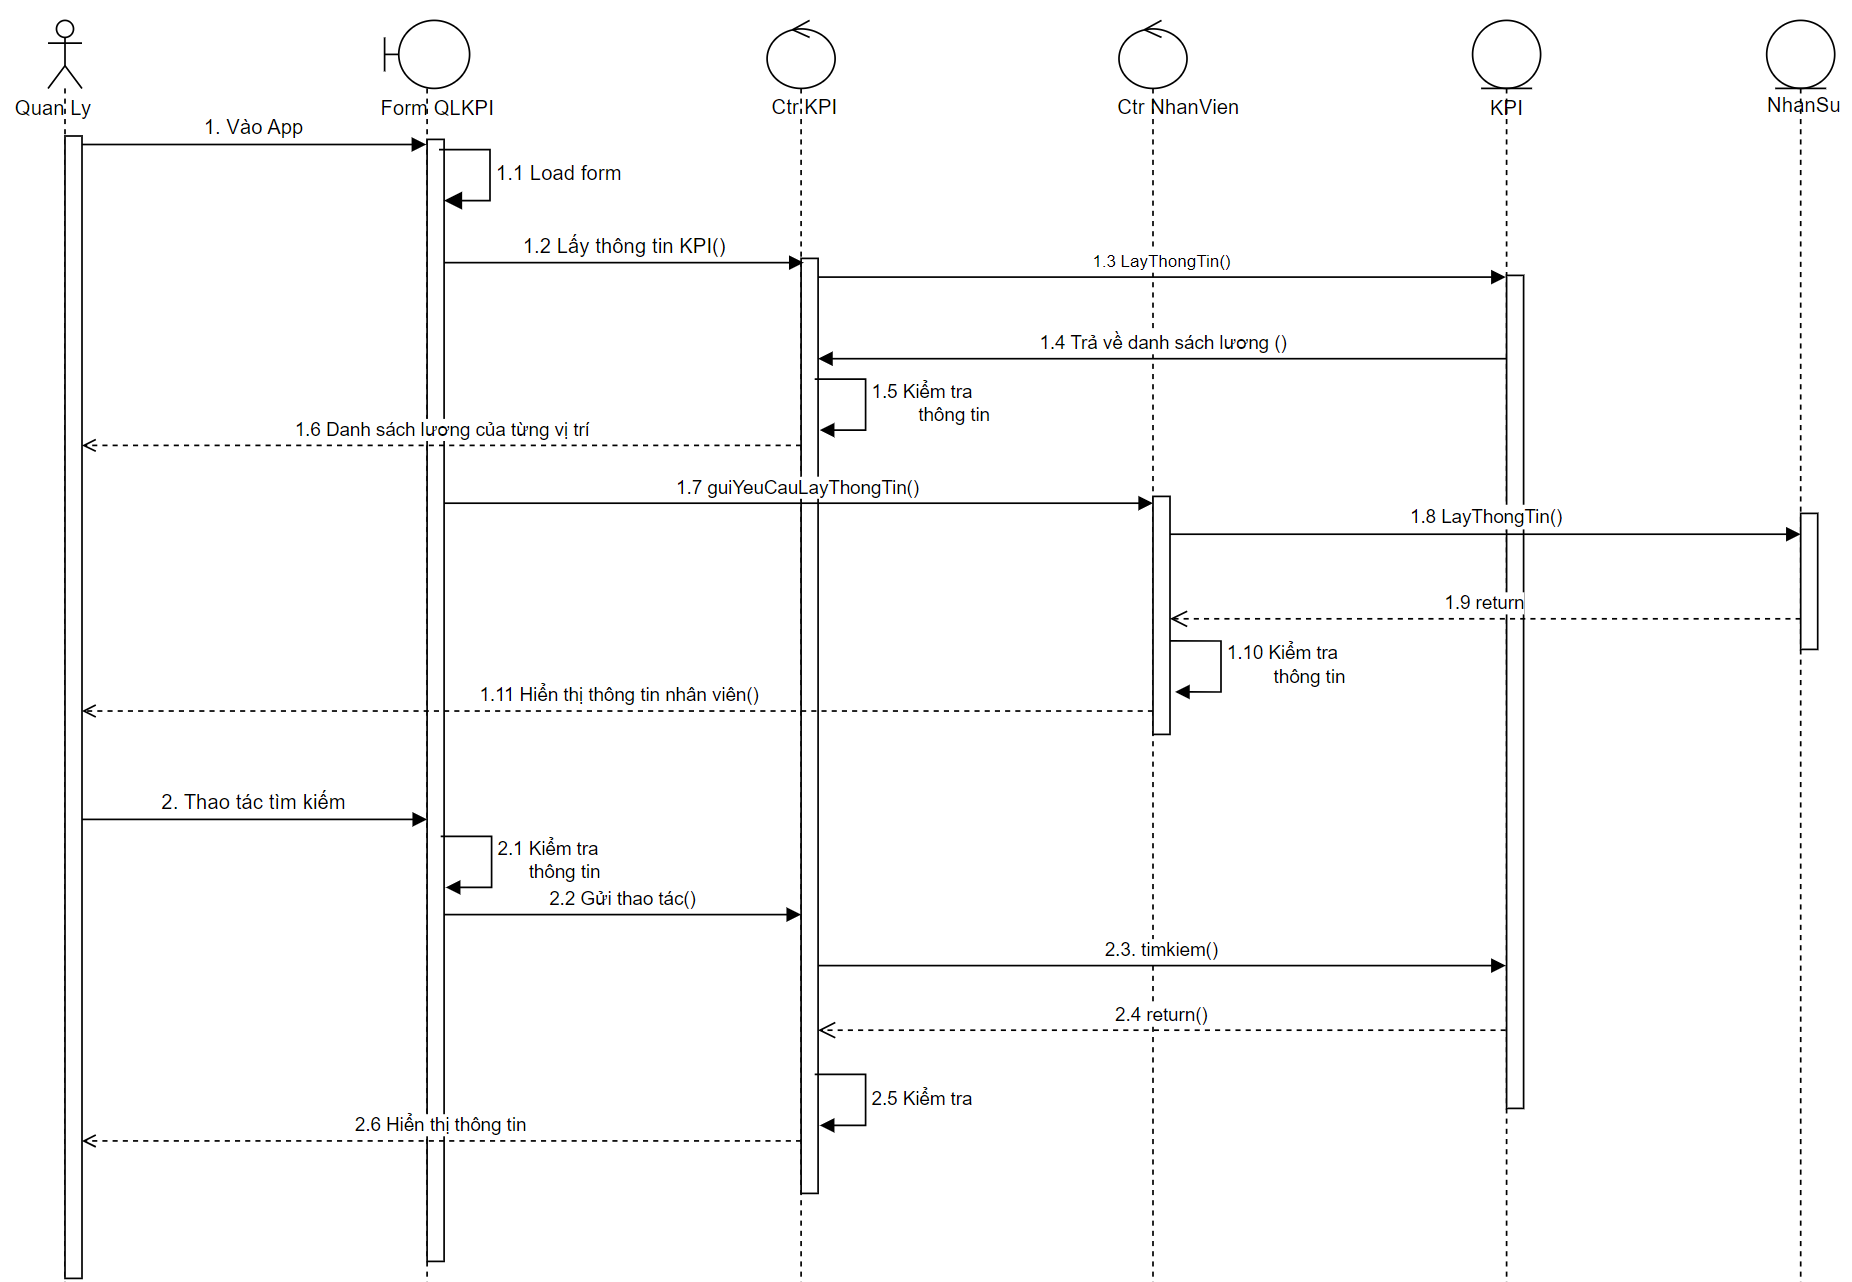 Quan Ly
Form QLKPI
Ctr KPI
Ctr NhanVien
KPI
NhanSu
1. Vào App
1.1 Load form
1.2 Lấy thông tin KPI()
1.3 LayThongTin()
1.4 Trả về danh sách lương ()
1.5 Kiểm tra
thông tin
1.6 Danh sách lương của từng vị trí
1.7 guiYeuCauLayThongTin()
1.8 LayThongTin()
1.9 return
1.10 Kiểm tra
thông tin
1.11 Hiển thị thông tin nhân viên()
2. Thao tác tìm kiếm
2.1 Kiểm tra
thông tin
2.2 Gửi thao tác()
2.3. timkiem()
2.4 return()
2.5 Kiểm tra
2.6 Hiển thị thông tin